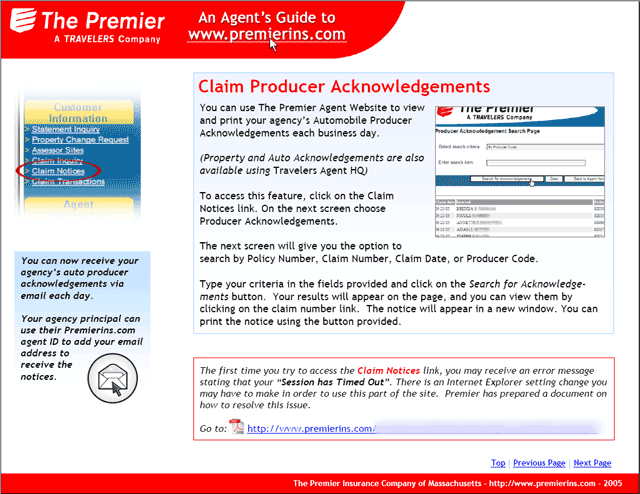 The Premier
A TRAVELERS Company
An Agent's Guide to
www.premierins.com
Customer
Information
> Statement Inquiry
> Property Change Request
> Assessor Sites
> Claim Inquiry
> Claim Notices
> Claim Transactions
Agent
You can now receive your
agency's auto producer
acknowledgements via
email each day.
Your agency principal can
use their Premierins.com
agent ID to add your email
address to
receive the
notices.
Claim Producer Acknowledgements
You can use The Premier Agent Website to view
and print your agency's Automobile Producer
Acknowledgements each business day.
(Property and Auto Acknowledgements are also
available using Travelers Agent HQ)
To access this feature, click on the Claim
Notices link. On the next screen choose
Producer Acknowledgements.
The next screen will give you the option to
search by Policy Number, Claim Number, Claim Date, or Producer Code.
Type your criteria in the fields provided and click on the Search for Acknowledge-
ments button.  Your results will appear on the page, and you can view them by
clicking on the claim number link.  The notice will appear in a new window. You can
print the notice using the button provided.
The Premier
A TRAVELERS Company
Producer Acknowledgement Search Page
Select search criteria
By Producer Code
Enter search item
Search for Acknowledgements
Clear
The first time you try to access the Claim Notices link, you may receive an error message
stating that your "Session has Timed Out". There is an Internet Explorer setting change you
may have to make in order to use this part of the site.  Premier has prepared a document on
how to resolve this issue.
Go to: http://www.premierins.com/
Top | Previous Page | Next Page
The Premier Insurance Company of Massachusetts - http://www.premierins.com - 2005